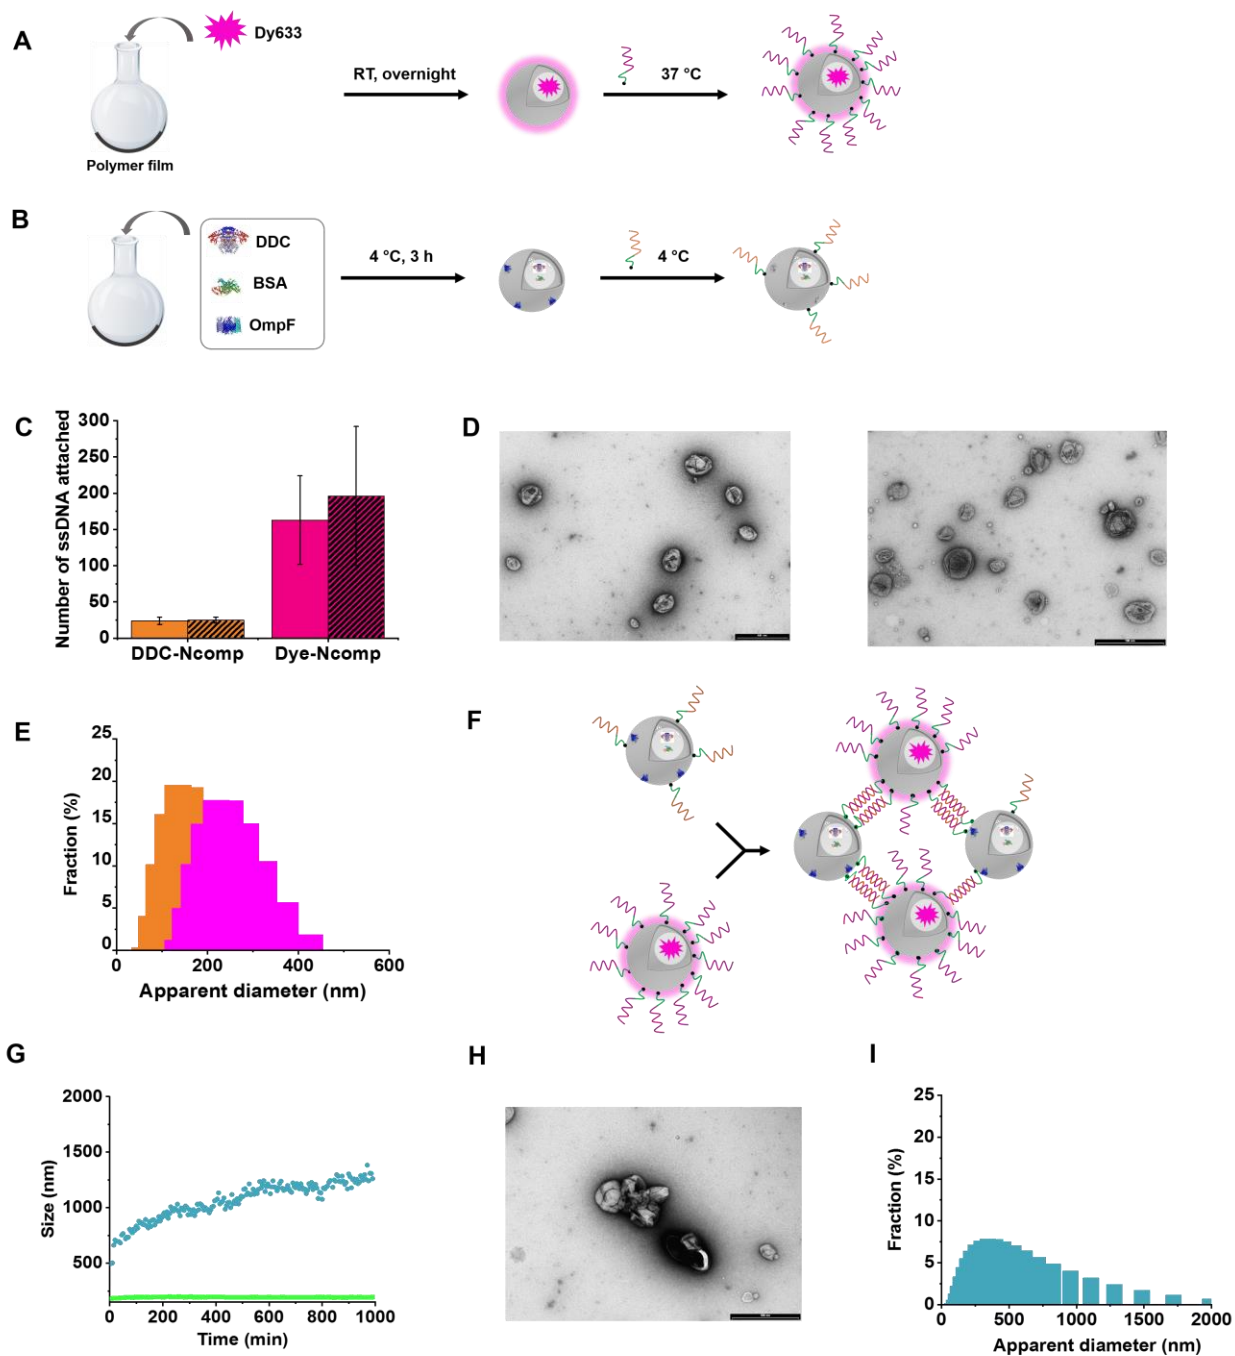 A
Dy633
RT, overnight
37 °C
Polymer film
B
DDC
BSA
OmpF
4 °C, 3 h
4 °C
C
Number of ssDNA attached
300
250
200
150
100
50
0
DDC-Ncomp
Dye-Ncomp
D
E
Fraction (%)
25
20
15
10
5
0
0
200
400
600
Apparent diameter (nm)
F
G
Size (nm)
2000
1500
1000
500
0
200
400
600
800
1000
Time (min)
H
I
Fraction (%)
25
20
15
10
5
0
0
500
1000
1500
2000
Apparent diameter (nm)